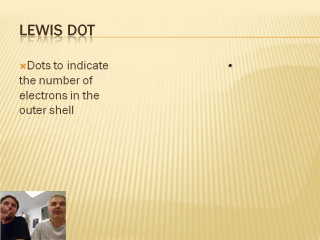 LEWIS DOT
Dots to indicate
the number of
electrons in the
outer shell